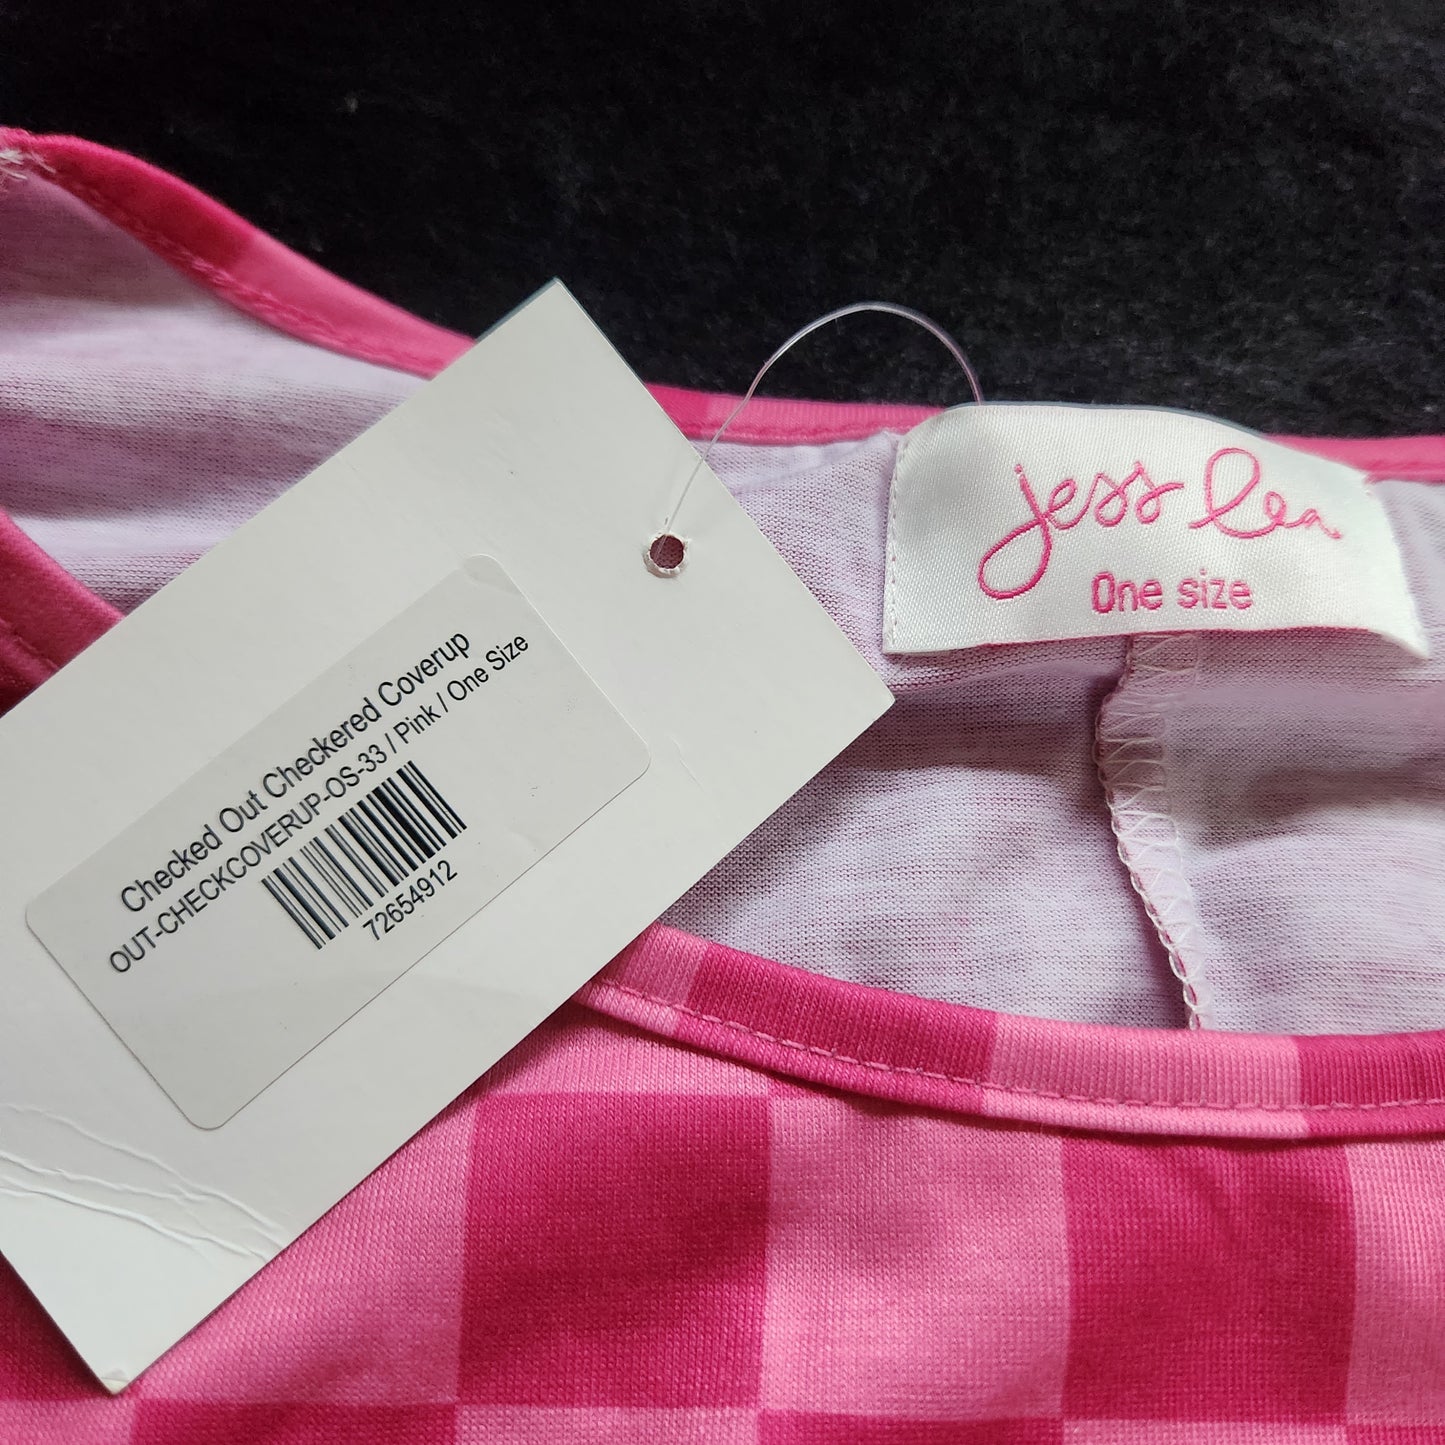 jess lea
One size
Checked Out Checkered Coverup
OUT-CHECKCOVERUP-OS-33 / Pink / One Size
72654912